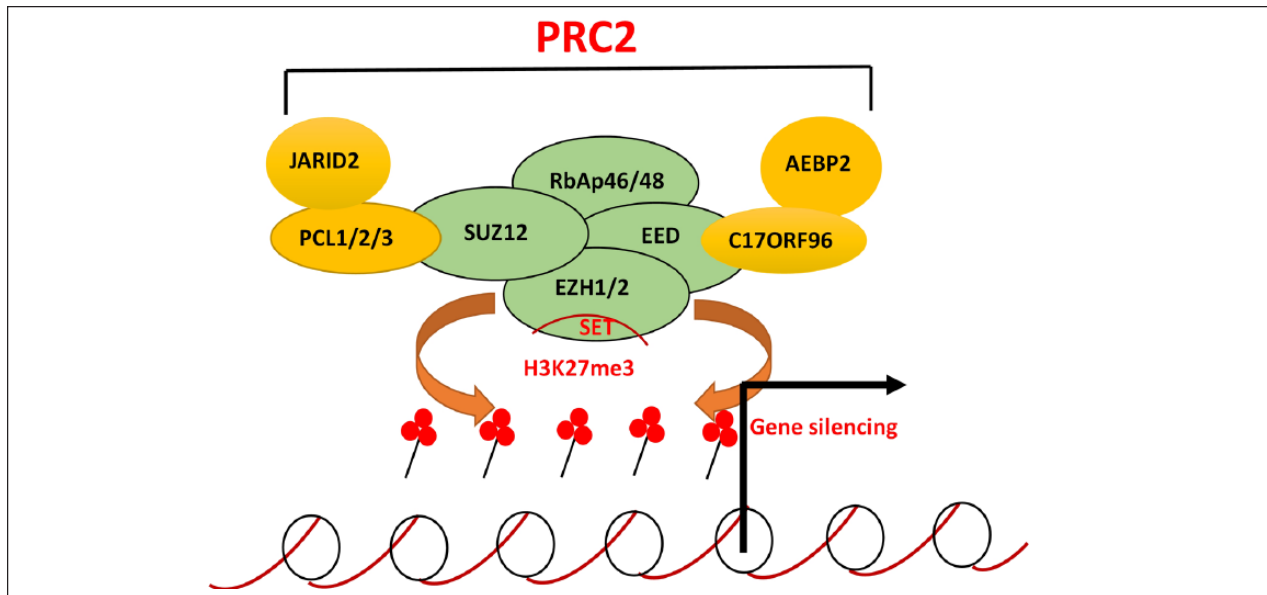 PRC2
JARID2
AEBP2
RbAp46/48
PCL1/2/3
SUZ12
EED
C17ORF96
EZH1/2
SET
H3K27me3
Gene silencing